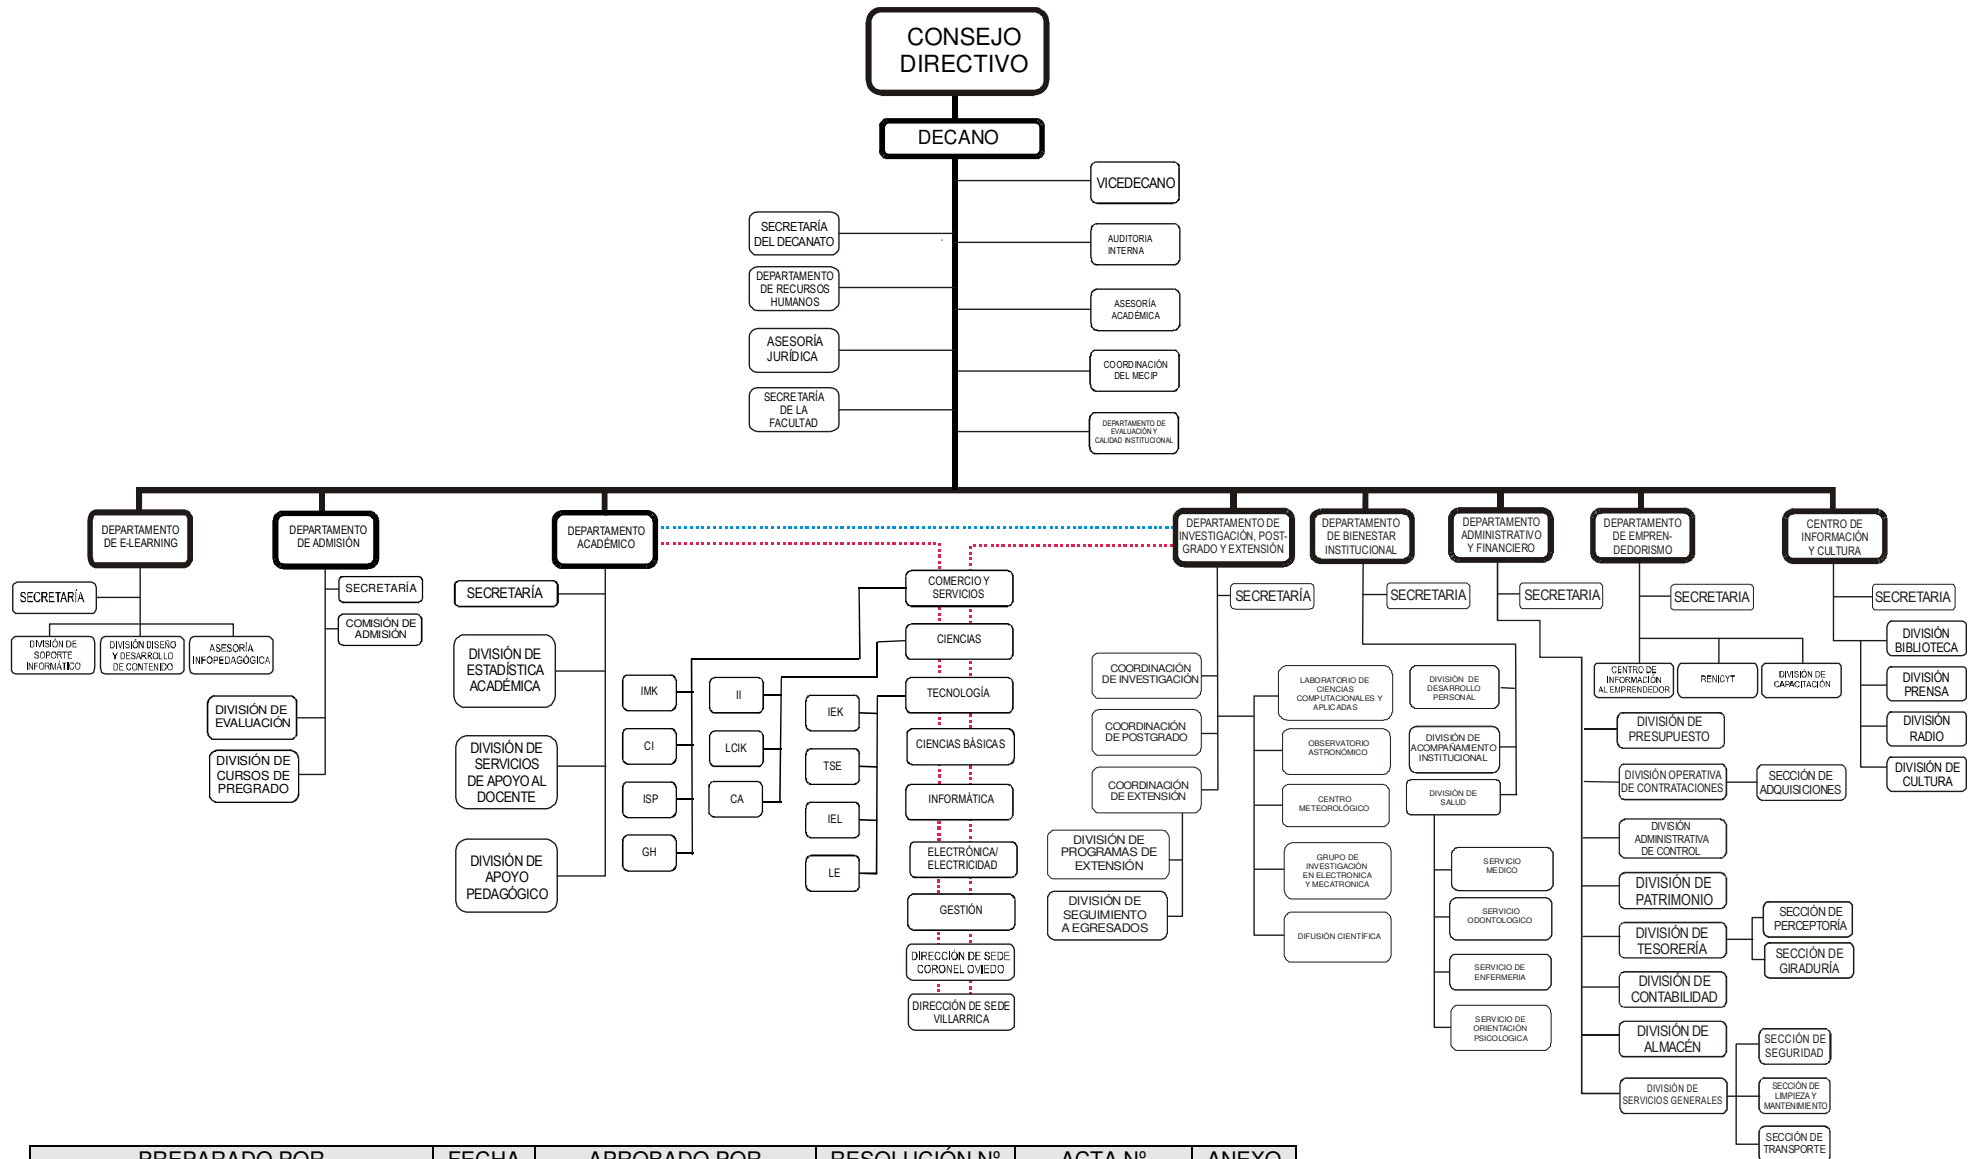 CONSEJO
DIRECTIVO
DECANO
VICEDECANO
SECRETARÍA
DEL DECANATO
AUDITORIA
INTERNA
DEPARTAMENTO
DE RECURSOS
HUMANOS
ASESORÍA
ACADÉMICA
ASESORÍA
JURÍDICA
COORDINACIÓN
DEL MECIP
SECRETARÍA
DE LA
FACULTAD
DEPARTAMENTO DE
EVALUACIÓN Y
CALIDAD INSTITUCIONAL
DEPARTAMENTO
DE E-LEARNING
SECRETARÍA
DIVISIÓN DE
SOPORTE
INFORMÁTICO
DIVISIÓN DISEÑO
Y DESARROLLO
DE CONTENIDO
ASESORÍA
INFOPEDAGÓGICA
DEPARTAMENTO
DE ADMISIÓN
SECRETARÍA
COMISIÓN DE
ADMISIÓN
DIVISIÓN DE
EVALUACIÓN
DIVISIÓN DE
CURSOS DE
PREGRADO
DEPARTAMENTO
ACADÉMICO
SECRETARÍA
DIVISIÓN DE
ESTADÍSTICA
ACADÉMICA
DIVISIÓN DE
SERVICIOS
DE APOYO AL
DOCENTE
DIVISIÓN DE
APOYO
PEDAGÓGICO
IMK
CI
ISP
GH
II
LCIK
CA
IEK
TSE
IEL
LE
COMERCIO Y
SERVICIOS
CIENCIAS
TECNOLOGÍA
CIENCIAS BÁSICAS
INFORMÁTICA
ELECTRÓNICA/
ELECTRICIDAD
GESTIÓN
DIRECCIÓN DE SEDE
CORONEL OVIEDO
DIRECCIÓN DE SEDE
VILLARRICA
DEPARTAMENTO DE
INVESTIGACIÓN, POST-
GRADO Y EXTENSIÓN
SECRETARÍA
COORDINACIÓN
DE INVESTIGACIÓN
COORDINACIÓN
DE POSTGRADO
COORDINACIÓN
DE EXTENSIÓN
DIVISIÓN DE
PROGRAMAS DE
EXTENSIÓN
DIVISIÓN DE
SEGUIMIENTO
A EGRESADOS
LABORATORIO DE
CIENCIAS
COMPUTACIONALES Y
APLICADAS
OBSERVATORIO
ASTRONÓMICO
CENTRO
METEOROLÓGICO
GRUPO DE
INVESTIGACIÓN
EN ELECTRONICA
Y MECATRONICA
DIFUSIÓN CIENTÍFICA
DEPARTAMENTO
DE BIENESTAR
INSTITUCIONAL
SECRETARIA
DIVISIÓN DE
DESARROLLO
PERSONAL
DIVISIÓN DE
ACOMPAÑAMIENTO
INSTITUCIONAL
DIVISIÓN DE
SALUD
SERVICIO
MEDICO
SERVICIO
ODONTOLOGICO
SERVICIO DE
ENFERMERIA
SERVICIO DE
ORIENTACIÓN
PSICOLOGICA
DEPARTAMENTO
ADMINISTRATIVO
Y FINANCIERO
SECRETARIA
DIVISIÓN DE
PRESUPUESTO
DIVISIÓN OPERATIVA
DE CONTRATACIONES
SECCIÓN DE
ADQUISICIONES
DIVISIÓN
ADMINISTRATIVA
DE CONTROL
DIVISIÓN DE
PATRIMONIO
DIVISIÓN DE
TESORERÍA
SECCIÓN DE
PERCEPTORÍA
SECCIÓN DE
GIRADURÍA
DIVISIÓN DE
CONTABILIDAD
DIVISIÓN DE
ALMACÉN
DIVISIÓN DE
SERVICIOS GENERALES
SECCIÓN DE
SEGURIDAD
SECCIÓN DE
LIMPIEZA Y
MANTENIMIENTO
SECCIÓN DE
TRANSPORTE
DEPARTAMENTO
DE EMPREN-
DEDORISMO
SECRETARIA
CENTRO DE
INFORMACIÓN
AL EMPRENDEDOR
RENICYT
DIVISIÓN DE
CAPACITACIÓN
CENTRO DE
INFORMACIÓN
Y CULTURA
SECRETARIA
DIVISIÓN
BIBLIOTECA
DIVISIÓN
PRENSA
DIVISIÓN
RADIO
DIVISIÓN DE
CULTURA
PREPARADO POR FECHA APROBADO POR RESOLUCIÓN Nº ACTA Nº ANEXO